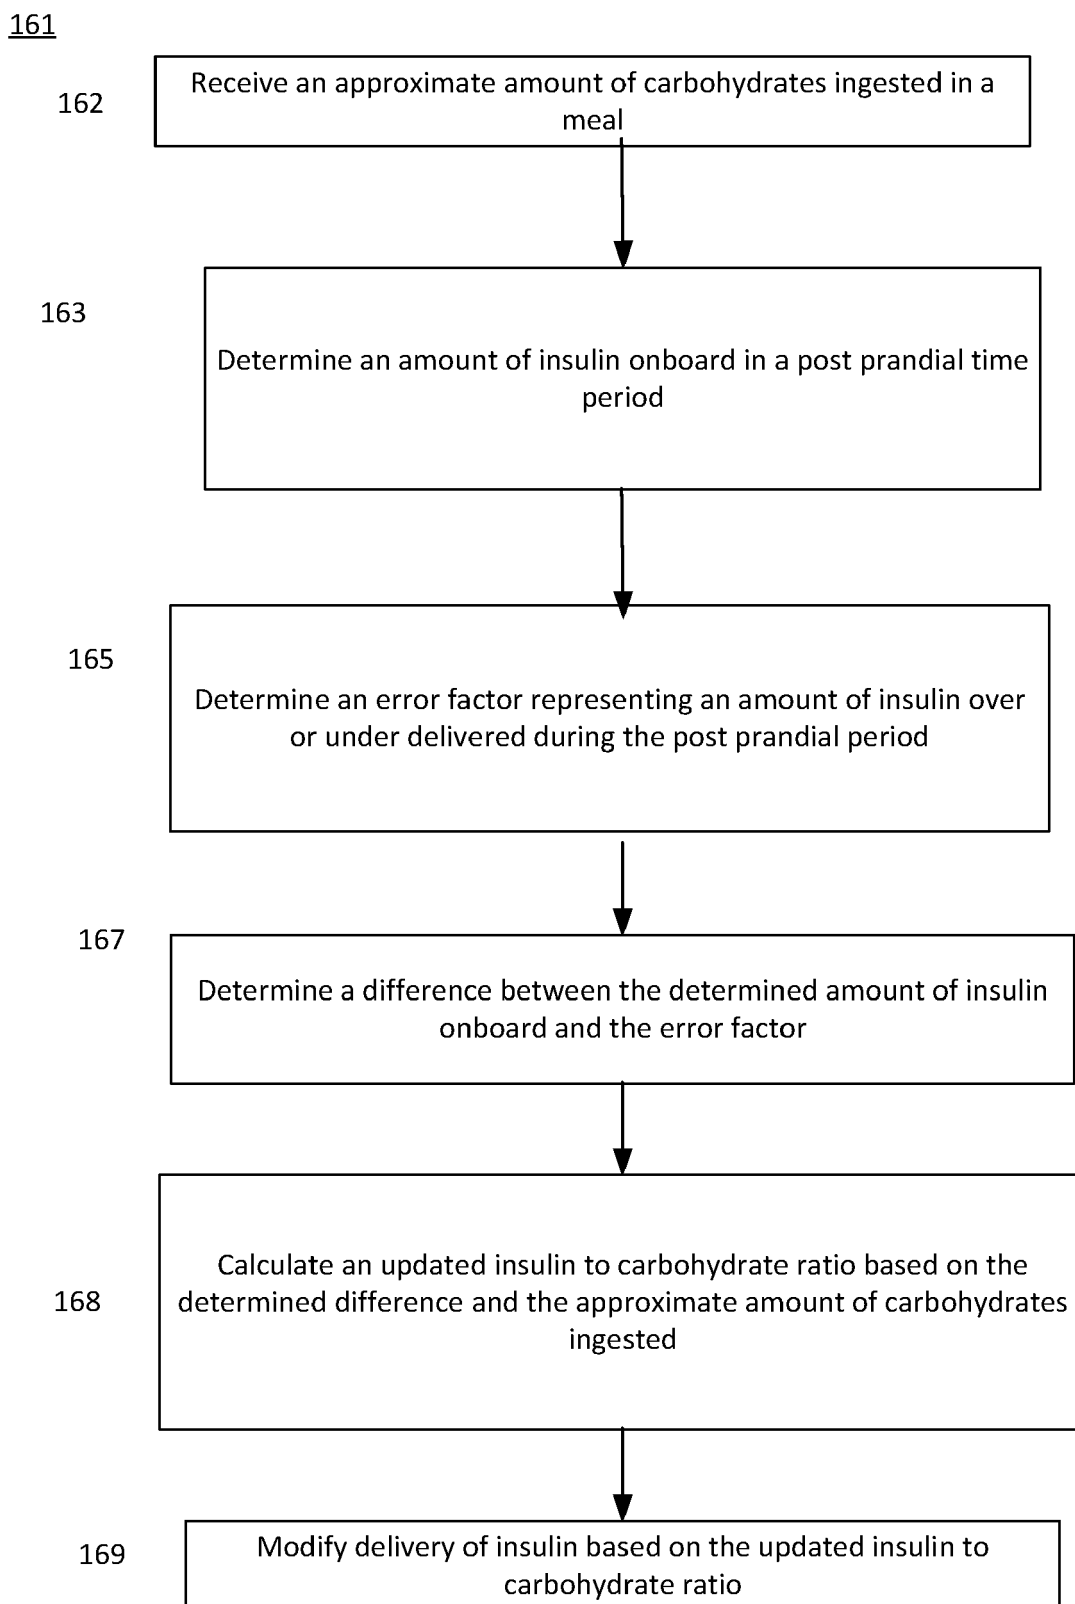 161
162
Receive an approximate amount of carbohydrates ingested in a
meal
163
Determine an amount of insulin onboard in a post prandial time
period
165
Determine an error factor representing an amount of insulin over
or under delivered during the post prandial period
167
Determine a difference between the determined amount of insulin
onboard and the error factor
168
Calculate an updated insulin to carbohydrate ratio based on the
determined difference and the approximate amount of carbohydrates
ingested
169
Modify delivery of insulin based on the updated insulin to
carbohydrate ratio